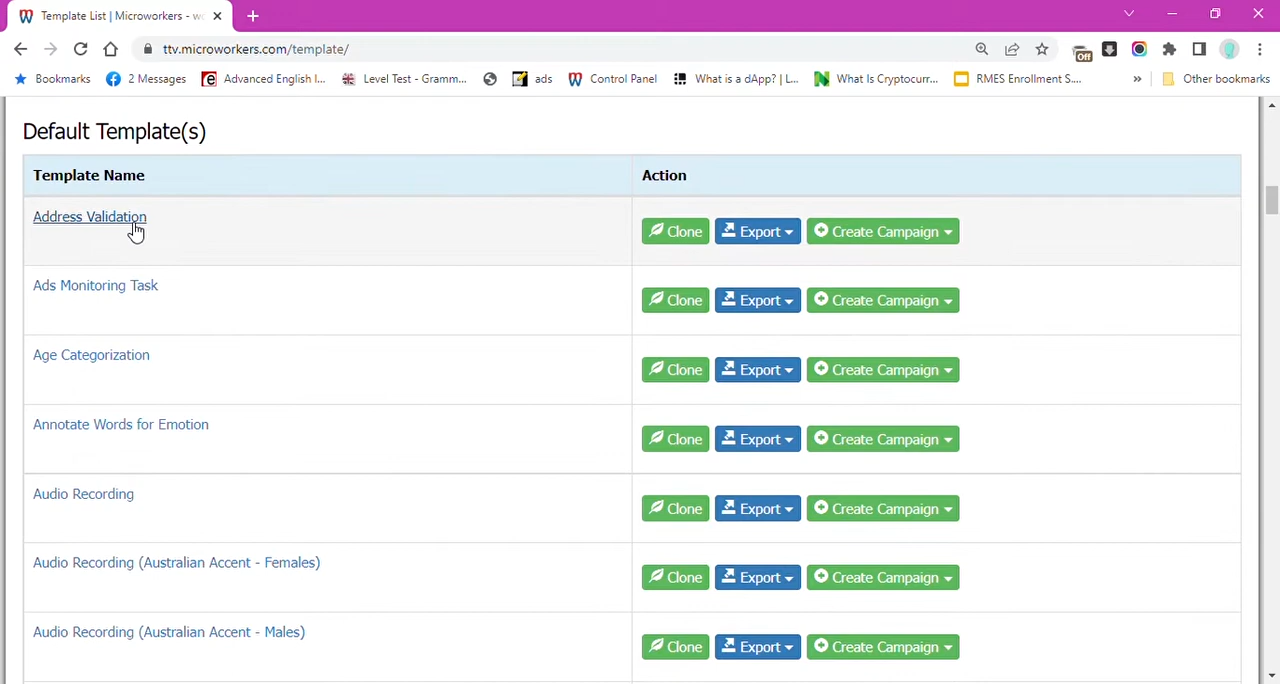 Template List | Microworkers - wo
ttv.microworkers.com/template/
Off
Bookmarks
2 Messages
Advanced English I...
Level Test - Gramm...
ads
Control Panel
What is a dApp? | L...
What Is Cryptocurr...
RMES Enrollment S....
»
Other bookmarks
Default Template(s)
Template Name Action
Address Validation Clone Export Create Campaign
Ads Monitoring Task Clone Export Create Campaign
Age Categorization Clone Export Create Campaign
Annotate Words for Emotion Clone Export Create Campaign
Audio Recording Clone Export Create Campaign
Audio Recording (Australian Accent - Females) Clone Export Create Campaign
Audio Recording (Australian Accent - Males) Clone Export Create Campaign